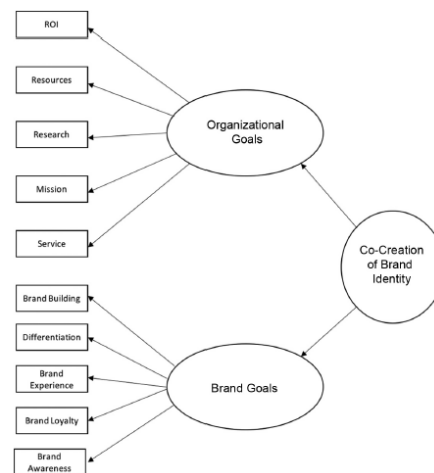 ROI
Resources
Research
Mission
Service
Organizational
Goals
Co-Creation
of Brand
Identity
Brand Building
Differentiation
Brand
Experience
Brand Loyalty
Brand
Awareness
Brand Goals